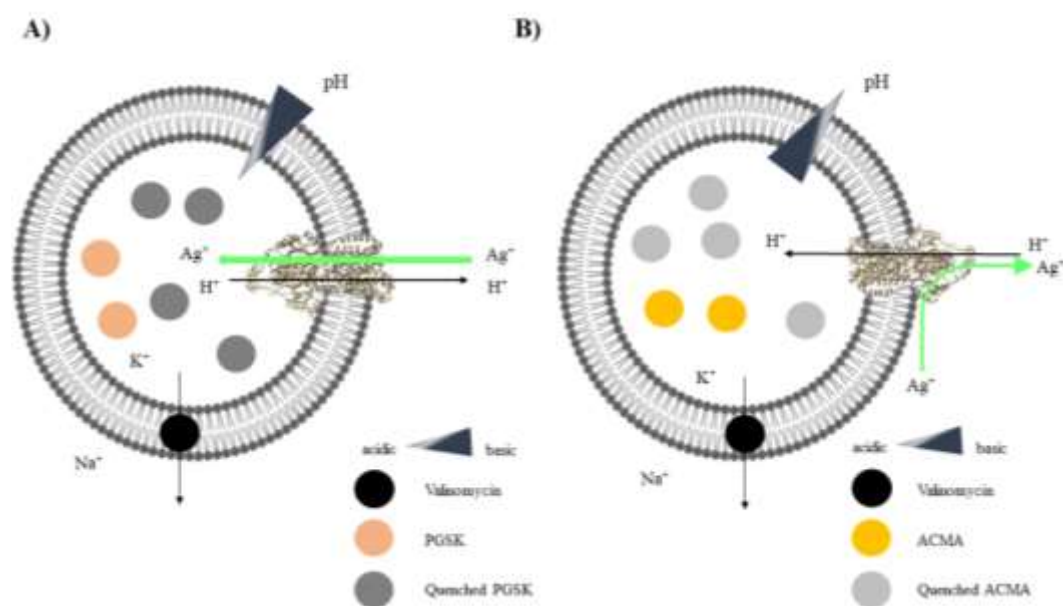 A)
pH
Ag⁺ Ag⁺
H⁺ H⁺
K⁺
Na⁺
acidic basic
Valinomycin
PGSK
Quenched PGSK
B)
pH
H⁺ H⁺
Ag⁺
Ag⁺
K⁺
Na⁺
acidic basic
Valinomycin
ACMA
Quenched ACMA